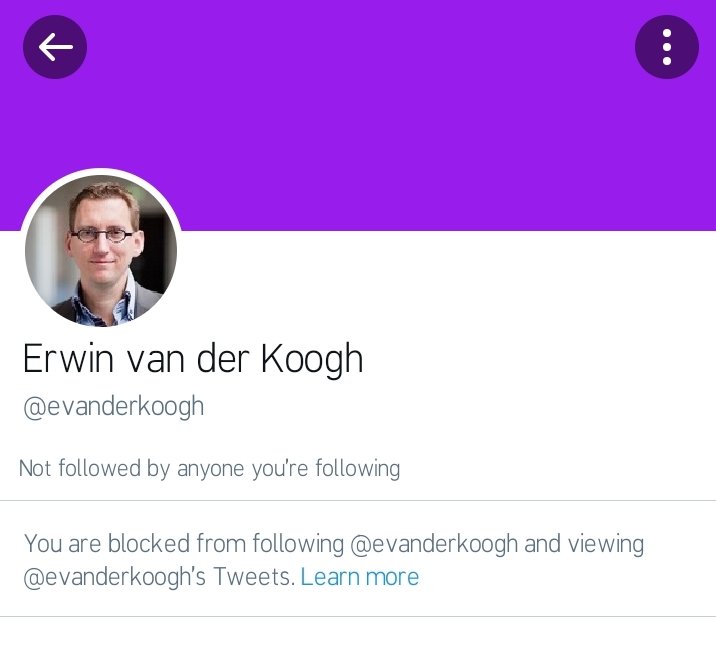 Erwin van der Koogh
@evanderkoogh
Not followed by anyone you're following
You are blocked from following @evanderkoogh and viewing
@evanderkoogh's Tweets. Learn more